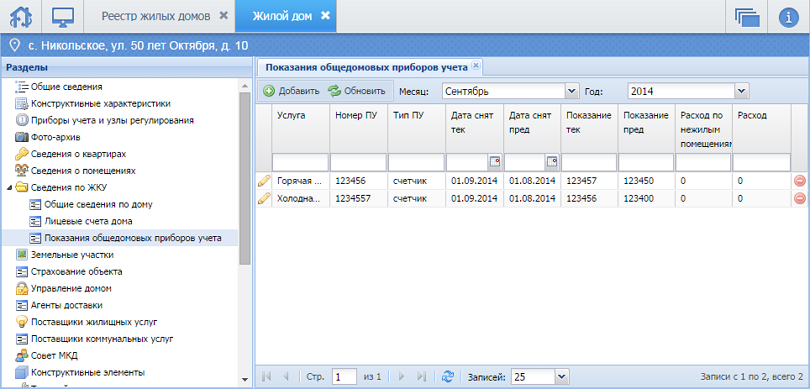 Реестр жилых домов
Жилой дом
с. Никольское, ул. 50 лет Октября, д. 10
Разделы
Общие сведения
Конструктивные характеристики
Приборы учета и узлы регулирования
Фото-архив
Сведения о квартирах
Сведения о помещениях
Сведения по ЖКУ
Общие сведения по дому
Лицевые счета дома
Показания общедомовых приборов учета
Земельные участки
Страхование объекта
Управление домом
Агенты доставки
Поставщики жилищных услуг
Поставщики коммунальных услуг
Совет МКД
Конструктивные элементы
Показания общедомовых приборов учета
Добавить Обновить Месяц: Сентябрь Год: 2014
Услуга Номер ПУ Тип ПУ Дата снят тек Дата снят пред Показание тек Показание пред Расход по нежилым помещениям Расход
Горячая ... 123456 счетчик 01.09.2014 01.08.2014 123457 123450 0 0
Холодна... 1234557 счетчик 01.09.2014 01.08.2014 123456 123400 0 0
Стр. 1 из 1 Записей: 25 Записи с 1 по 2, всего 2